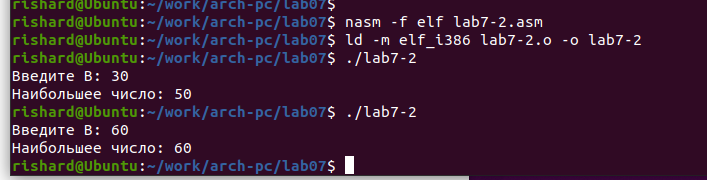 rishard@Ubuntu:~/work/arch-pc/lab07$
rishard@Ubuntu:~/work/arch-pc/lab07$ nasm -f elf lab7-2.asm
rishard@Ubuntu:~/work/arch-pc/lab07$ ld -m elf_i386 lab7-2.o -o lab7-2
rishard@Ubuntu:~/work/arch-pc/lab07$ ./lab7-2
Введите B: 30
Наибольшее число: 50
rishard@Ubuntu:~/work/arch-pc/lab07$ ./lab7-2
Введите B: 60
Наибольшее число: 60
rishard@Ubuntu:~/work/arch-pc/lab07$